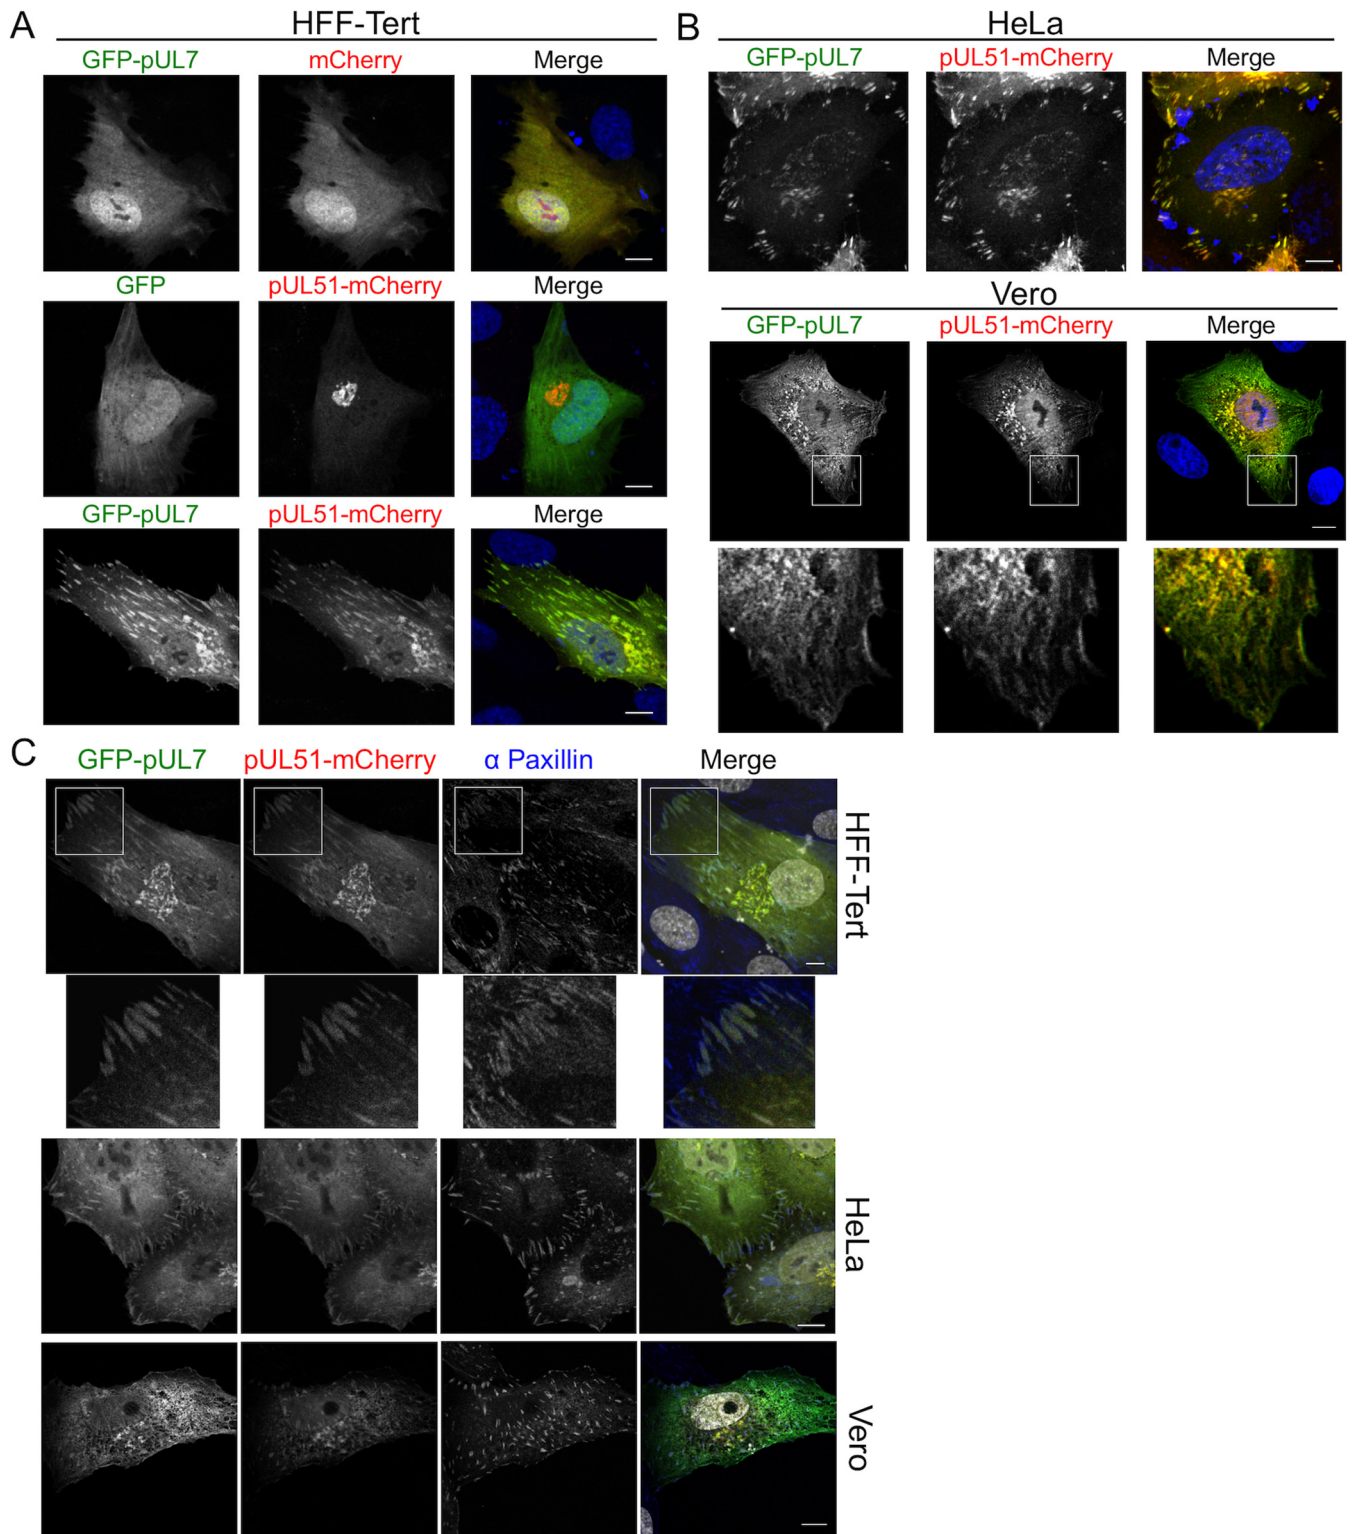 A
HFF-Tert
GFP-pUL7 mCherry Merge
GFP pUL51-mCherry Merge
GFP-pUL7 pUL51-mCherry Merge
B
HeLa
GFP-pUL7 pUL51-mCherry Merge
Vero
GFP-pUL7 pUL51-mCherry Merge
C
GFP-pUL7 pUL51-mCherry α Paxillin Merge
HFF-Tert
HeLa
Vero